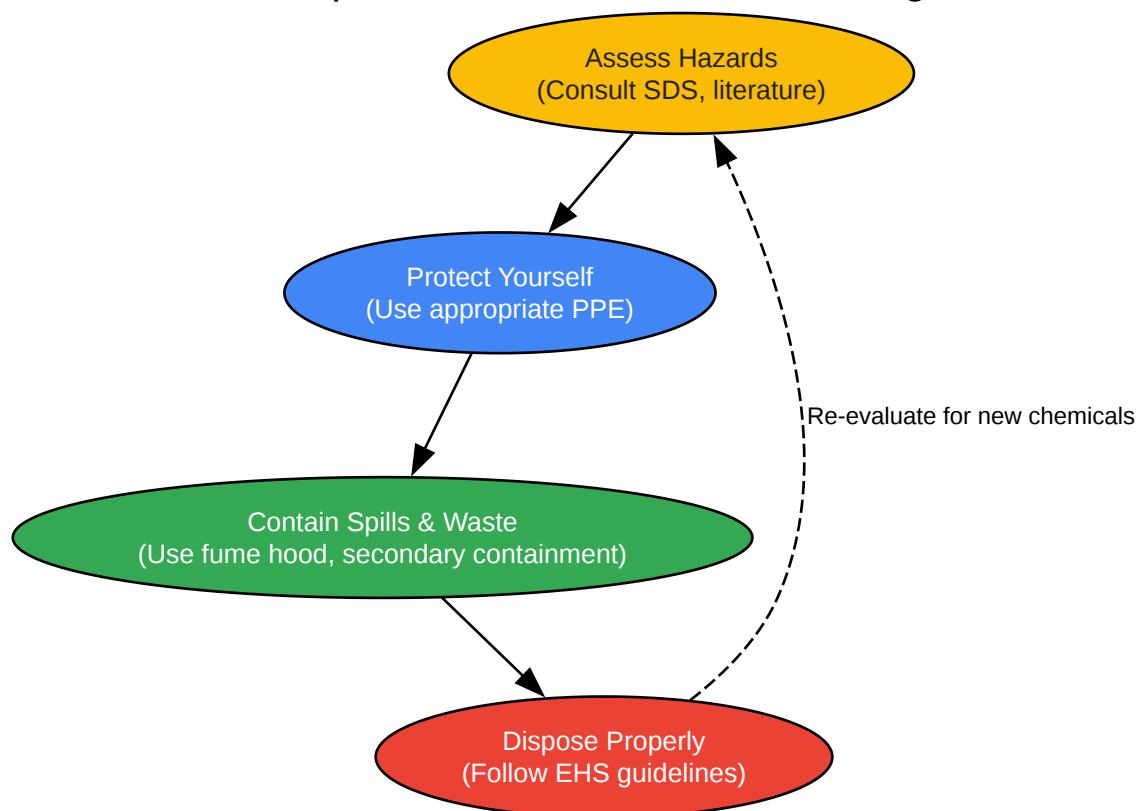 Assess Hazards
(Consult SDS, literature)
Protect Yourself
(Use appropriate PPE)
Re-evaluate for new chemicals
Contain Spills & Waste
(Use fume hood, secondary containment)
Dispose Properly
(Follow EHS guidelines)